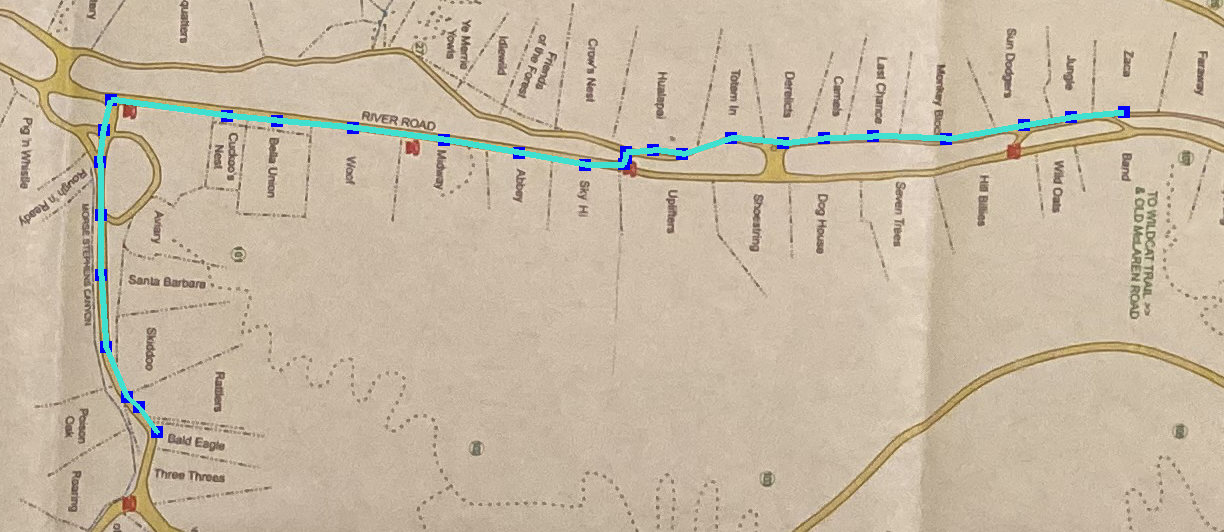 quatters
Ye Merrie
Yowls
Idlewild
Friends
of the Forest
Crow's Nest
Hualapai
Totem In
Derelicts
Camels
Last Chance
Monkey Block
Sun Dodgers
Jungle
Zaca
Faraway
27
RIVER ROAD
Pig 'n Whistle
Rough 'n Ready
Cuckoo's
Nest
Bella Union
Woof
Midway
Abbey
Sky Hi
Uplifters
Shoestring
Dog House
Seven Trees
Hill Billies
Wild Oats
Band
TO WILDCAT TRAIL >>
& OLD McLAREN ROAD
MORSE STEPHENS CANYON
Aviary
Santa Barbara
Skiddoo
Rattlers
Poison
Oak
Bald Eagle
Three Threes
Roaring